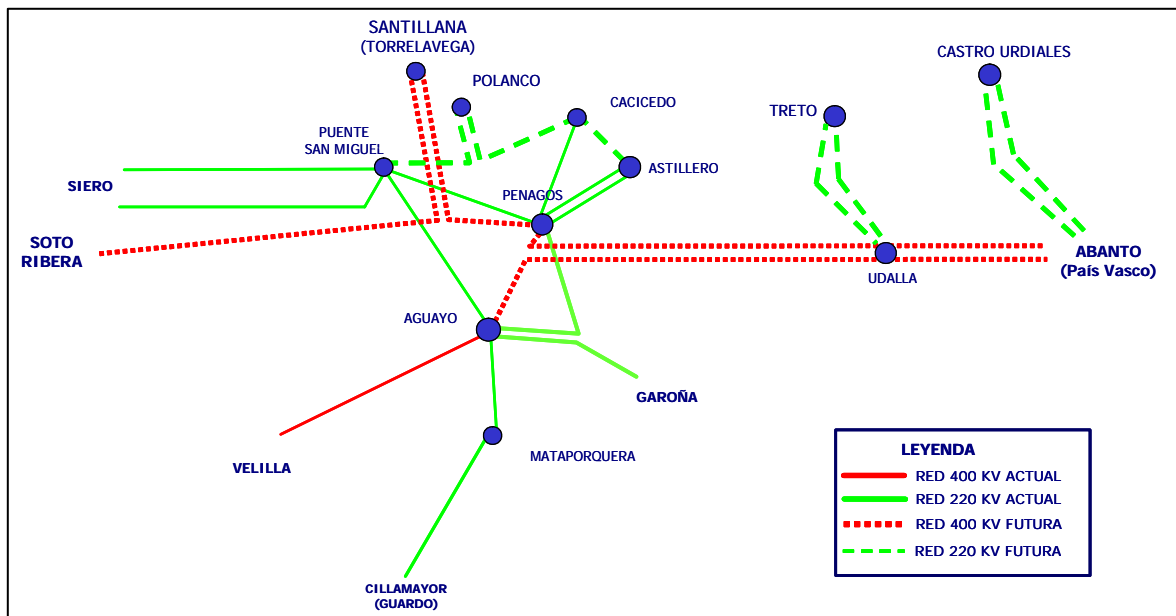 SANTILLANA
(TORRELAVEGA)
CASTRO URDIALES
POLANCO
CACICEDO
TRETO
PUENTE
SAN MIGUEL
ASTILLERO
SIERO
PENAGOS
SOTO
RIBERA
ABANTO
(País Vasco)
UDALLA
AGUAYO
GAROÑA
VELILLA
MATAPORQUERA
LEYENDA
RED 400 KV ACTUAL
RED 220 KV ACTUAL
RED 400 KV FUTURA
RED 220 KV FUTURA
CILLAMAYOR
(GUARDO)